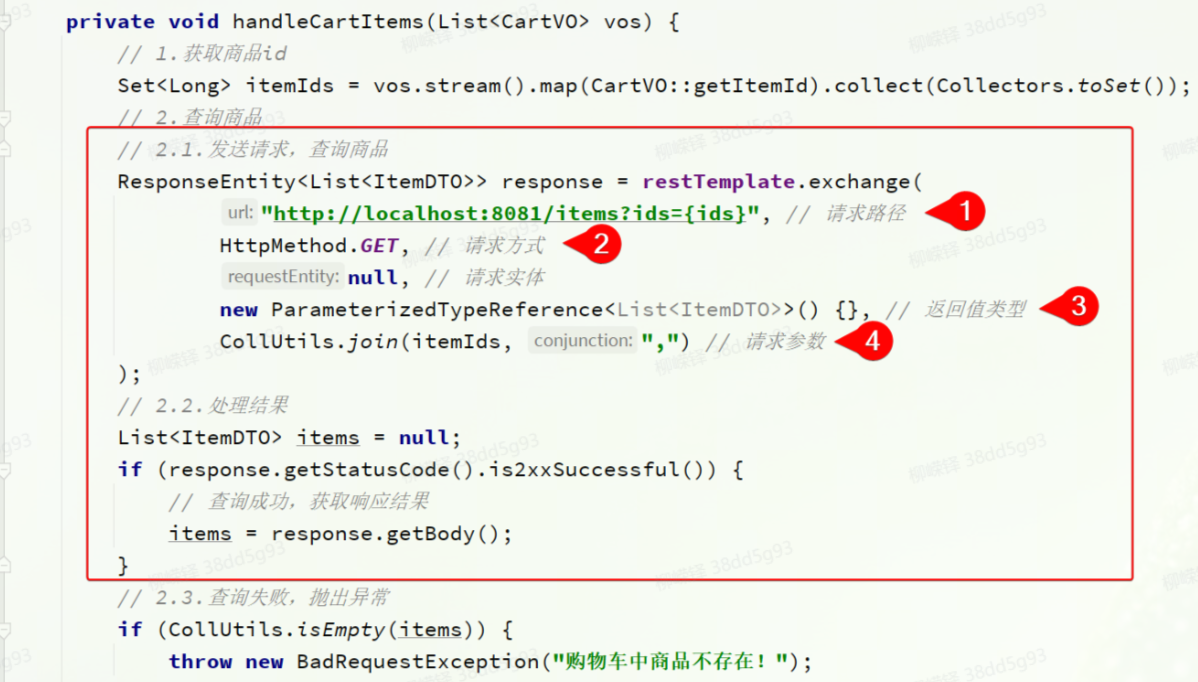 private void handleCartItems(List<CartVO> vos) {
// 1.获取商品id
Set<Long> itemIds = vos.stream().map(CartVO::getItemId).collect(Collectors.toSet());
// 2.查询商品
// 2.1.发送请求，查询商品
ResponseEntity<List<ItemDTO>> response = restTemplate.exchange(
url: "http://localhost:8081/items?ids={ids}", // 请求路径 1
HttpMethod.GET, // 请求方式 2
requestEntity: null, // 请求实体
new ParameterizedTypeReference<List<ItemDTO>>() {}, // 返回值类型 3
CollUtils.join(itemIds, conjunction: ",") // 请求参数 4
);
// 2.2.处理结果
List<ItemDTO> items = null;
if (response.getStatusCode().is2xxSuccessful()) {
// 查询成功，获取响应结果
items = response.getBody();
}
// 2.3.查询失败，抛出异常
if (CollUtils.isEmpty(items)) {
throw new BadRequestException("购物车中商品不存在！");